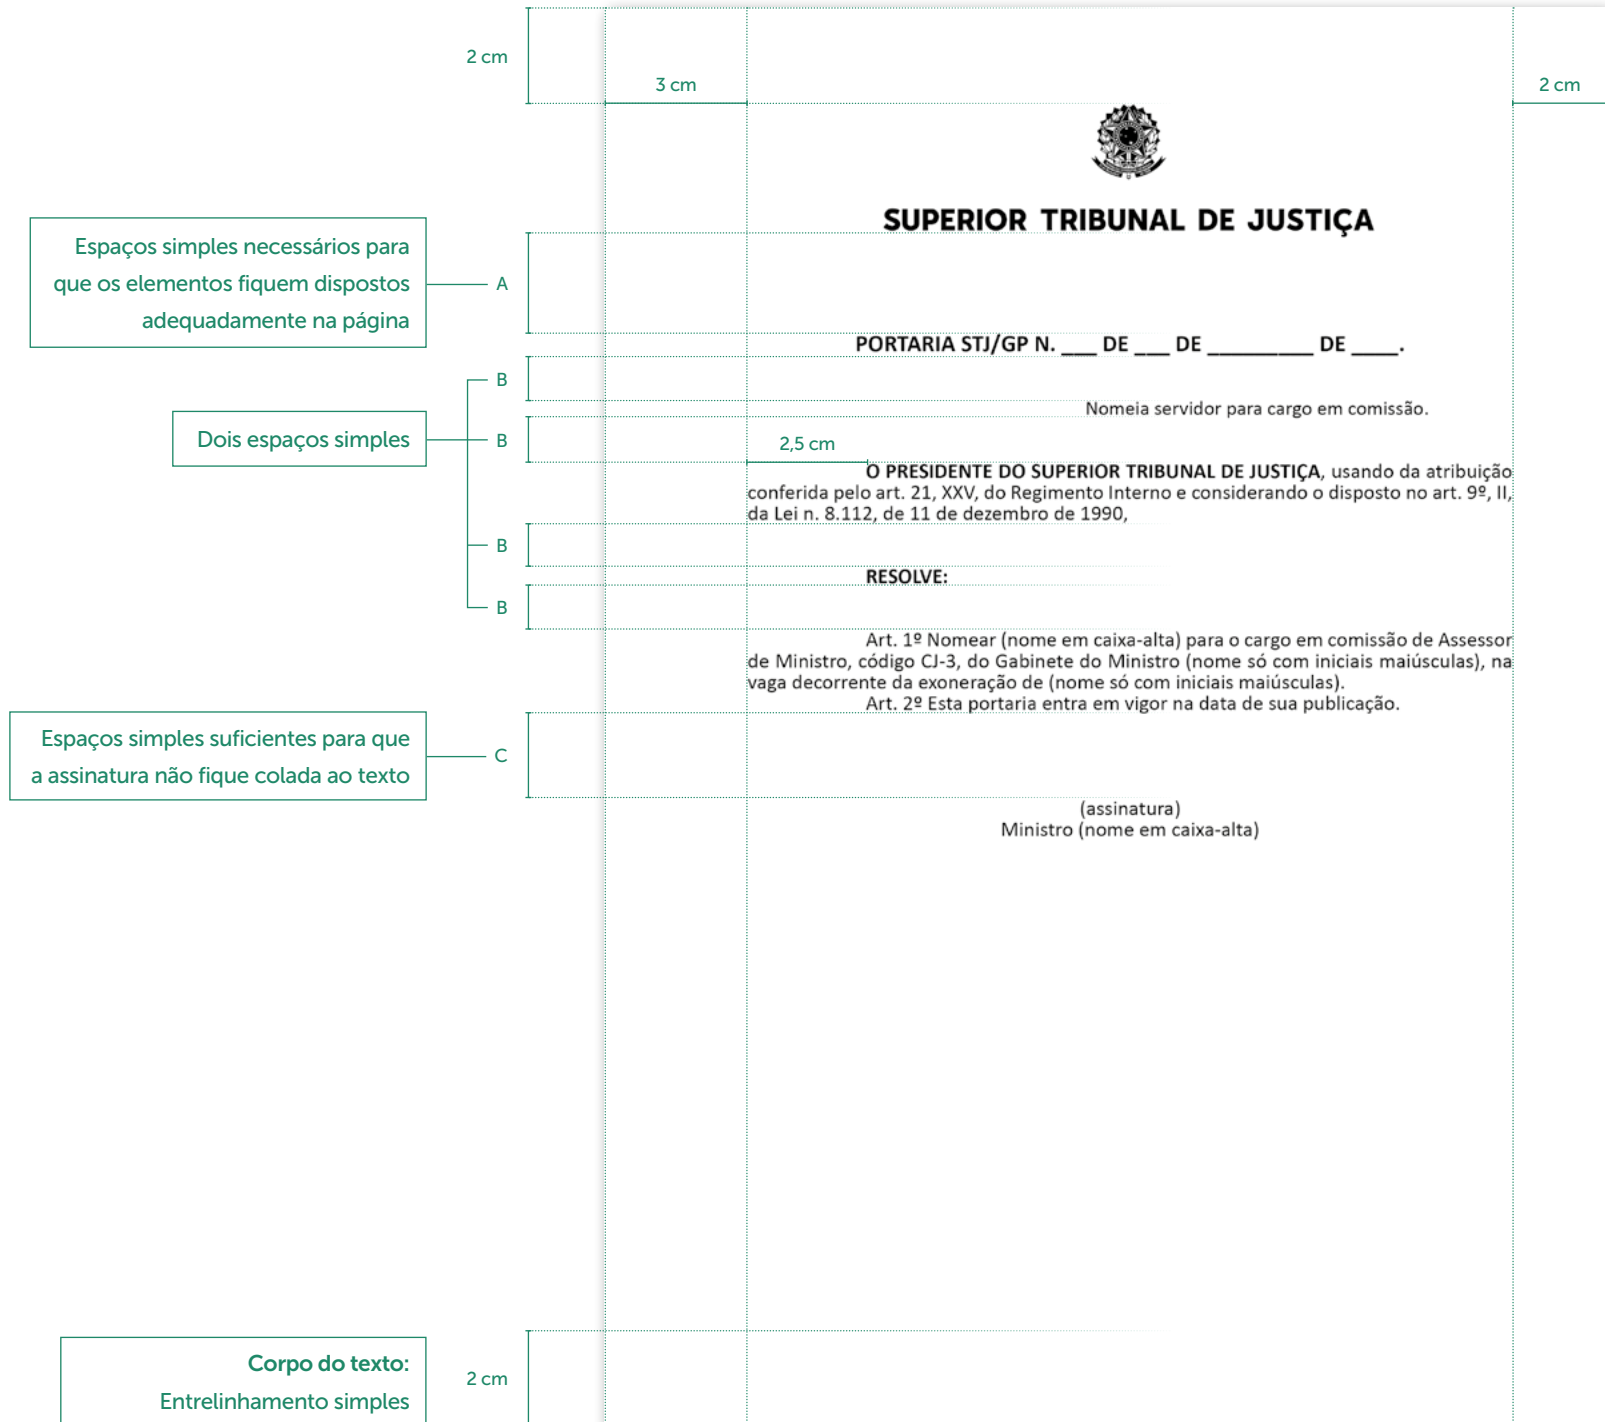 2 cm
3 cm
2 cm
SUPERIOR TRIBUNAL DE JUSTIÇA
Espaços simples necessários para
que os elementos fiquem dispostos
adequadamente na página
A
PORTARIA STJ/GP N. ___ DE ___ DE _________ DE ____.
B
Nomeia servidor para cargo em comissão.
Dois espaços simples
B
2,5 cm
O PRESIDENTE DO SUPERIOR TRIBUNAL DE JUSTIÇA, usando da atribuição
conferida pelo art. 21, XXV, do Regimento Interno e considerando o disposto no art. 9º, II,
da Lei n. 8.112, de 11 de dezembro de 1990,
B
RESOLVE:
B
Art. 1º Nomear (nome em caixa-alta) para o cargo em comissão de Assessor
de Ministro, código CJ-3, do Gabinete do Ministro (nome só com iniciais maiúsculas), na
vaga decorrente da exoneração de (nome só com iniciais maiúsculas).
Art. 2º Esta portaria entra em vigor na data de sua publicação.
Espaços simples suficientes para que
a assinatura não fique colada ao texto
C
(assinatura)
Ministro (nome em caixa-alta)
Corpo do texto:
Entrelinhamento simples
2 cm